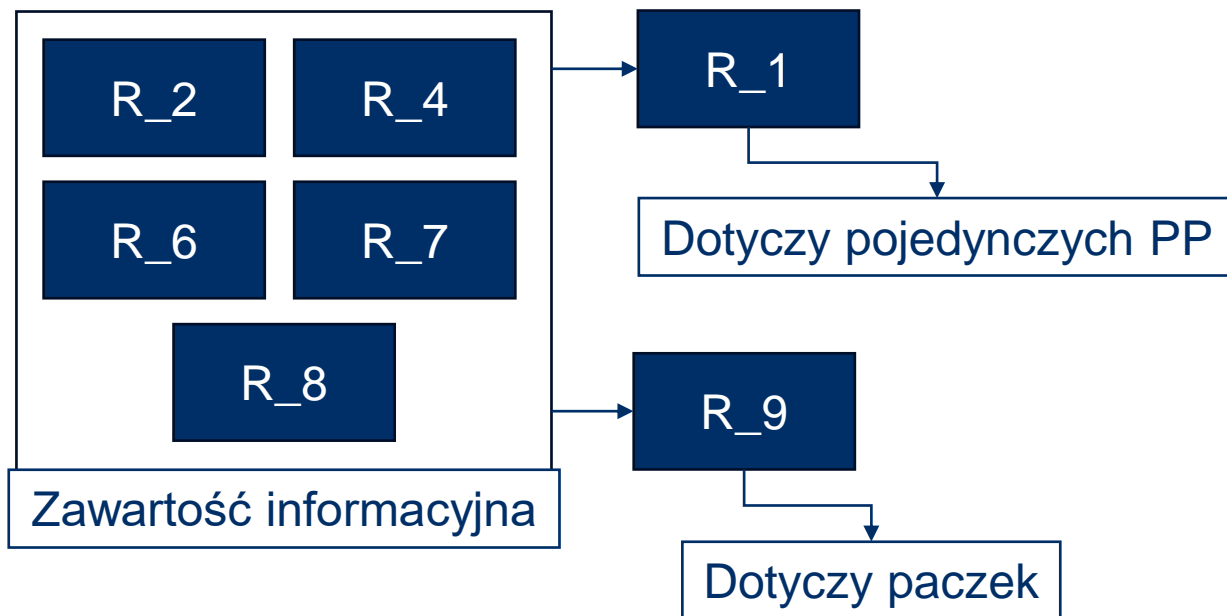 R_2
R_4
R_6
R_7
R_8
Zawartość informacyjna
R_1
Dotyczy pojedynczych PP
R_9
Dotyczy paczek